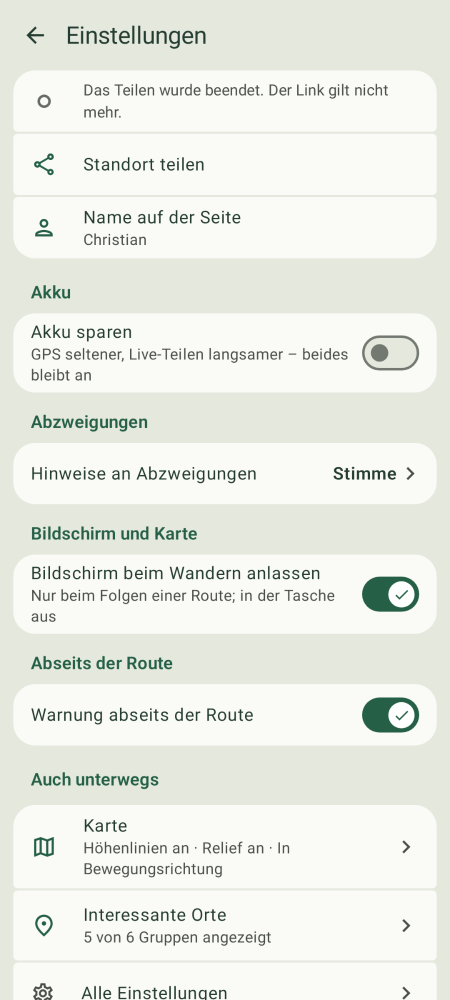 Einstellungen
Das Teilen wurde beendet. Der Link gilt nicht
mehr.
Standort teilen
Name auf der Seite
Christian
Akku
Akku sparen
GPS seltener, Live-Teilen langsamer – beides
bleibt an
Abzweigungen
Hinweise an Abzweigungen Stimme
Bildschirm und Karte
Bildschirm beim Wandern anlassen
Nur beim Folgen einer Route; in der Tasche
aus
Abseits der Route
Warnung abseits der Route
Auch unterwegs
Karte
Höhenlinien an · Relief an · In
Bewegungsrichtung
Interessante Orte
5 von 6 Gruppen angezeigt
Alle Einstellungen